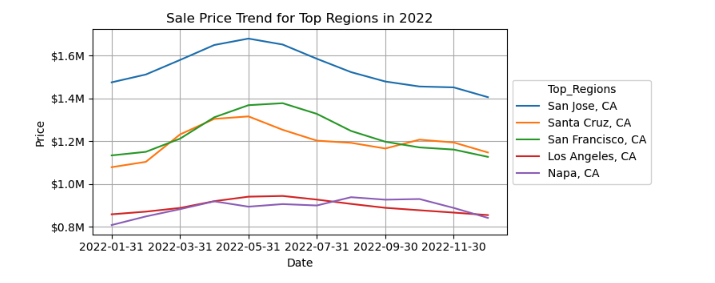 Sale Price Trend for Top Regions in 2022
$1.6M
$1.4M
$1.2M
$1.0M
$0.8M
Price
2022-01-31 2022-03-31 2022-05-31 2022-07-31 2022-09-30 2022-11-30
Date
Top_Regions
San Jose, CA
Santa Cruz, CA
San Francisco, CA
Los Angeles, CA
Napa, CA